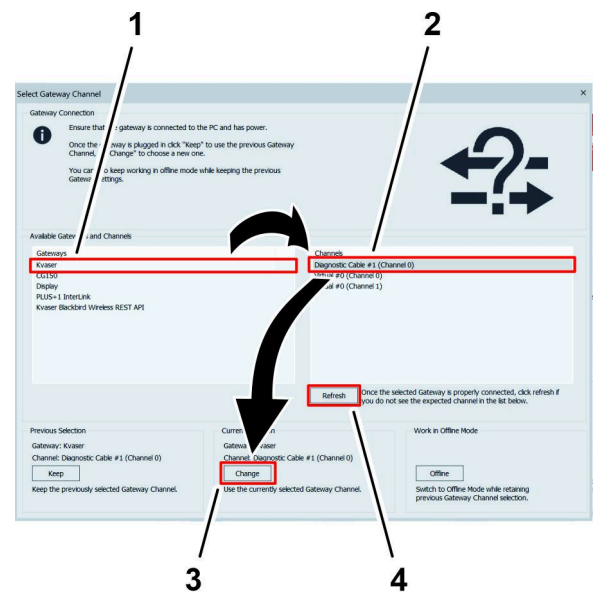 1
2
Select Gateway Channel
Gateway Connection
Ensure that gateway is connected to the PC and has power.
Once the gateway is plugged in click "Keep" to use the previous Gateway
Channel, "Change" to choose a new one.
You can keep working in offline mode while keeping the previous
Gateway settings.
Available Gateways and Channels
Gateways
Kvaser
CG150
Display
PLUS+1 InterLink
Kvaser Blackbird Wireless REST API
Channels
Diagnostic Cable #1 (Channel 0)
Virtual #0 (Channel 0)
Virtual #0 (Channel 1)
Refresh
Once the selected Gateway is properly connected, click refresh if
you do not see the expected channel in the list below.
Previous Selection
Gateway: Kvaser
Channel: Diagnostic Cable #1 (Channel 0)
Keep
Keep the previously selected Gateway Channel.
Current Selection
Gateway: Kvaser
Channel: Diagnostic Cable #1 (Channel 0)
Change
Use the currently selected Gateway Channel.
Work in Offline Mode
Offline
Switch to Offline Mode while retaining
previous Gateway Channel selection.
3
4